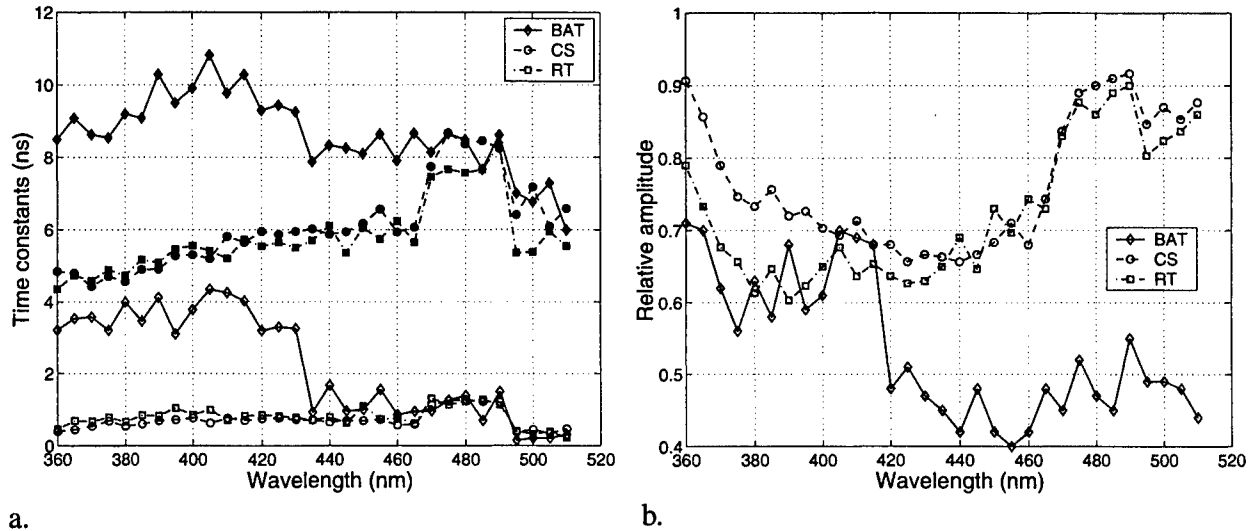 12
10
8
6
4
2
0
Time constants (ns)
360 380 400 420 440 460 480 500 520
Wavelength (nm)
BAT
CS
RT
a.
1
0.9
0.8
0.7
0.6
0.5
0.4
Relative amplitude
360 380 400 420 440 460 480 500 520
Wavelength (nm)
BAT
CS
RT
b.